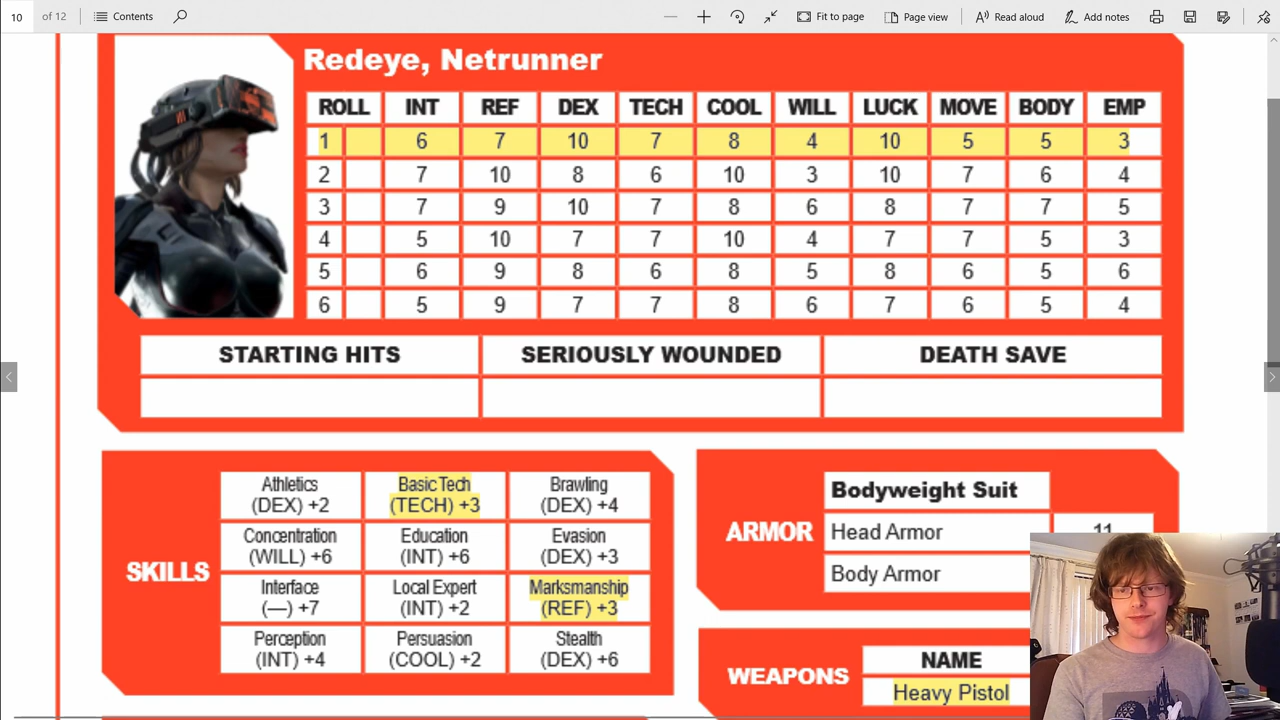 10 of 12 Contents Fit to page Page view Read aloud Add notes
Redeye, Netrunner
ROLL INT REF DEX TECH COOL WILL LUCK MOVE BODY EMP
1 6 7 10 7 8 4 10 5 5 3
2 7 10 8 6 10 3 10 7 6 4
3 7 9 10 7 8 6 8 7 7 5
4 5 10 7 7 10 4 7 7 5 3
5 6 9 8 6 8 5 8 6 5 6
6 5 9 7 7 8 6 7 6 5 4
STARTING HITS SERIOUSLY WOUNDED DEATH SAVE
SKILLS
Athletics Basic Tech Brawling
(DEX) +2 (TECH) +3 (DEX) +4
Concentration Education Evasion
(WILL) +6 (INT) +6 (DEX) +3
Interface Local Expert Marksmanship
(—) +7 (INT) +2 (REF) +3
Perception Persuasion Stealth
(INT) +4 (COOL) +2 (DEX) +6
ARMOR
Bodyweight Suit
Head Armor 11
Body Armor
WEAPONS
NAME
Heavy Pistol